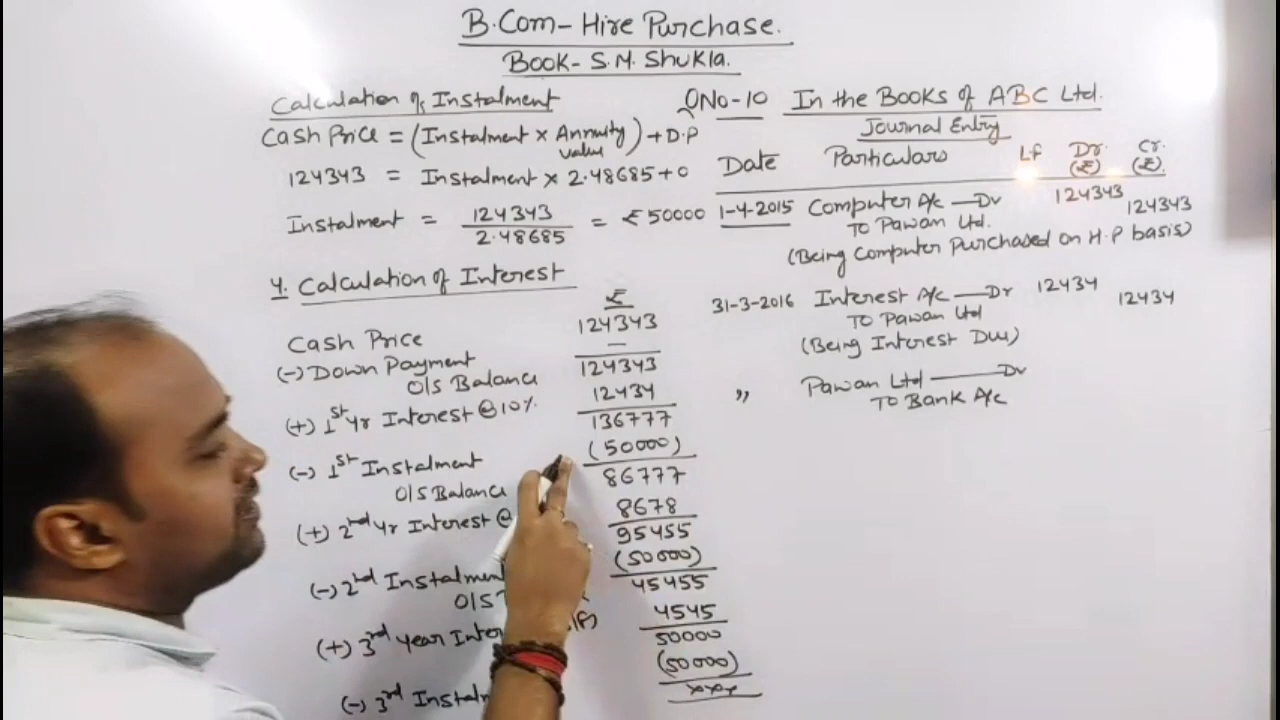 B.Com- Hire Purchase.
Book- S.M. Shukla.
Calculation of Instalment
Cash Price = (Instalment x Annuity value) + D.P
124343 = Instalment x 2.48685 + 0
Instalment = 124343 / 2.48685 = ₹ 50000
4. Calculation of Interest
₹
Cash Price 124343
(-) Down Payment —
O/S Balance 124343
(+) 1st Yr Interest @ 10% 12434
136777
(-) 1st Instalment (50000)
O/S Balance 86777
(+) 2nd Yr Interest @ 8678
95455
(-) 2nd Instalment (50000)
O/S 45455
(+) 3rd Year 4545
50000
(-) 3rd (50000)
xxx
QNo-10 In the Books of ABC Ltd.
Journal Entry
Date Particulars Lf Dr. (₹) Cr. (₹)
1-4-2015 Computer A/c — Dr 124343
To Pawan Ltd. 124343
(Being Computer Purchased on H.P basis)
31-3-2016 Interest A/c — Dr 12434
To Pawan Ltd 12434
(Being Interest Due)
,, Pawan Ltd — Dr
To Bank A/c